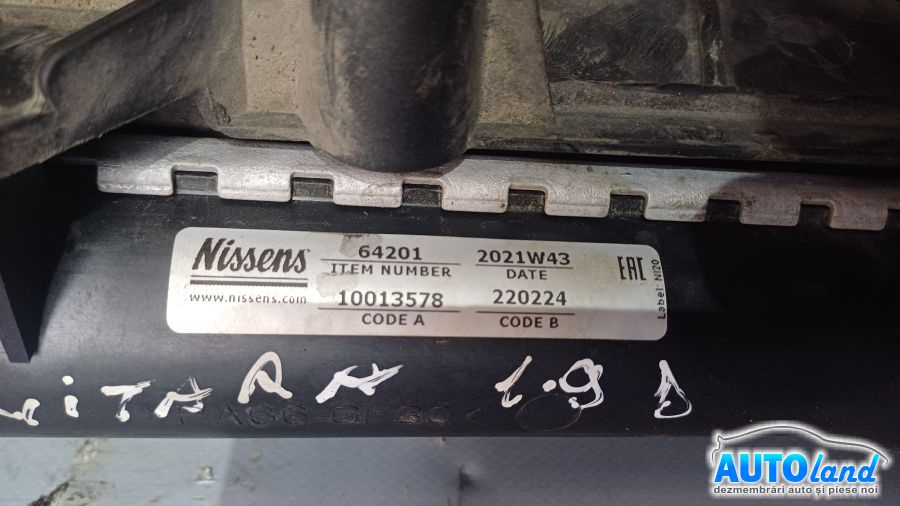 Nissens
www.nissens.com
64201
ITEM NUMBER
10013578
CODE A
2021W43
DATE
220224
CODE B
EAC
Label NI20
1.9 D
AUTOland
dezmembrări auto și piese noi